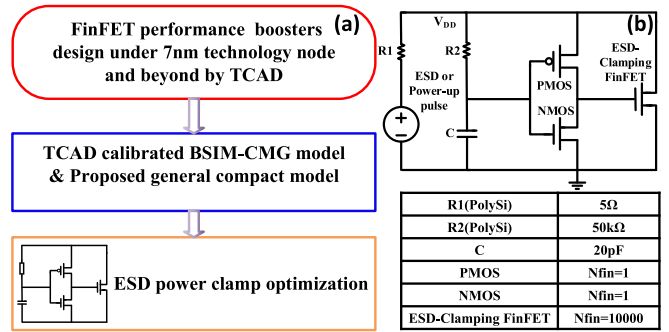 (a)
FinFET performance boosters
design under 7nm technology node
and beyond by TCAD
TCAD calibrated BSIM-CMG model
& Proposed general compact model
ESD power clamp optimization
(b)
V_DD
R1
R2
ESD or
Power-up
pulse
C
PMOS
NMOS
ESD-
Clamping
FinFET
R1(PolySi) 5Ω
R2(PolySi) 50kΩ
C 20pF
PMOS Nfin=1
NMOS Nfin=1
ESD-Clamping FinFET Nfin=10000